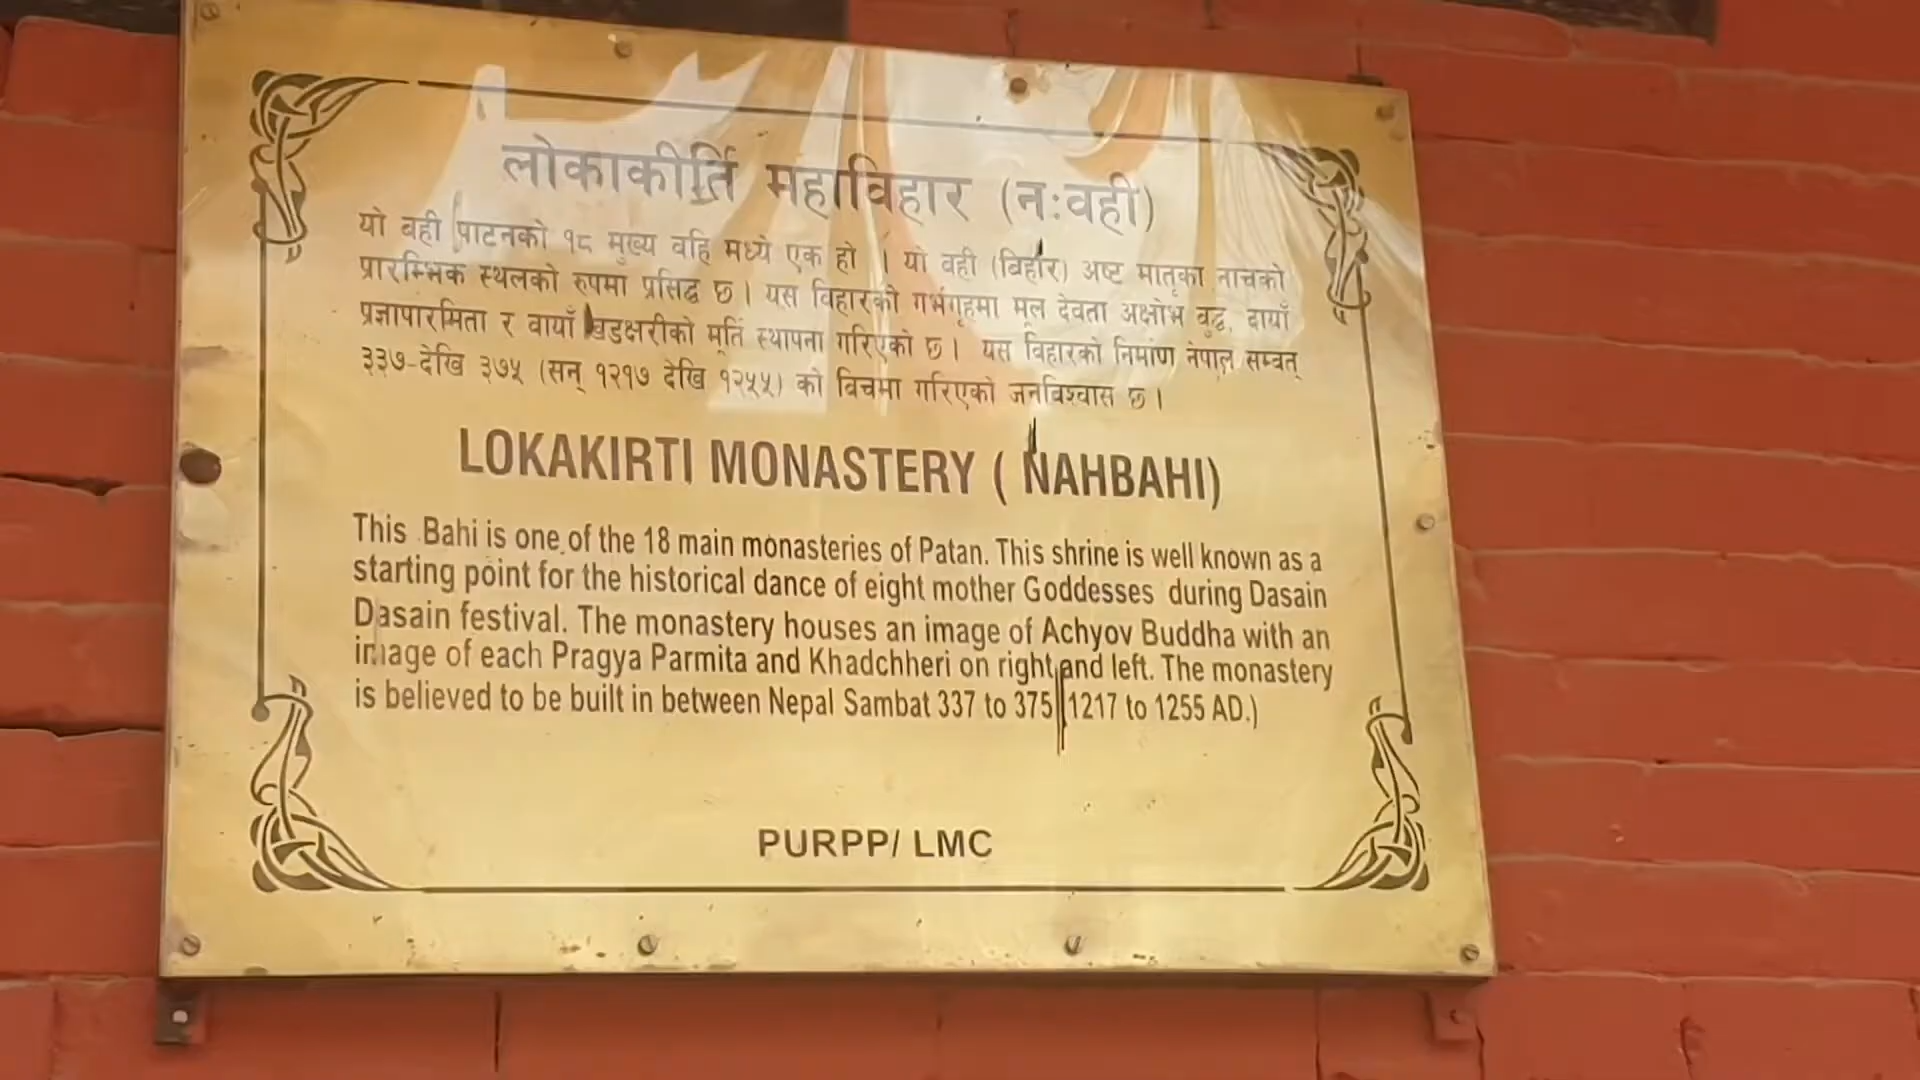 लोकाकीर्ति महाविहार (न:वही)
यो बही पाटनको १८ मुख्य वहि मध्ये एक हो । यो वही (बिहार) अष्ट मातृका नाचको
प्रारम्भिक स्थलको रुपमा प्रसिद्ध छ । यस विहारको गर्भगृहमा मूल देवता अक्षोभ बुद्ध, दायाँ
प्रज्ञापारमिता र वायाँ खडक्षरीको मूर्ति स्थापना गरिएको छ । यस विहारको निर्माण नेपाल सम्वत्
३३७-देखि ३७५ (सन् १२१७ देखि १२५५) को विचमा गरिएको जनविश्वास छ ।
LOKAKIRTI MONASTERY ( NAHBAHI)
This Bahi is one of the 18 main monasteries of Patan. This shrine is well known as a
starting point for the historical dance of eight mother Goddesses during Dasain
Dasain festival. The monastery houses an image of Achyov Buddha with an
image of each Pragya Parmita and Khadchheri on right and left. The monastery
is believed to be built in between Nepal Sambat 337 to 375 (1217 to 1255 AD.)
PURPP/ LMC